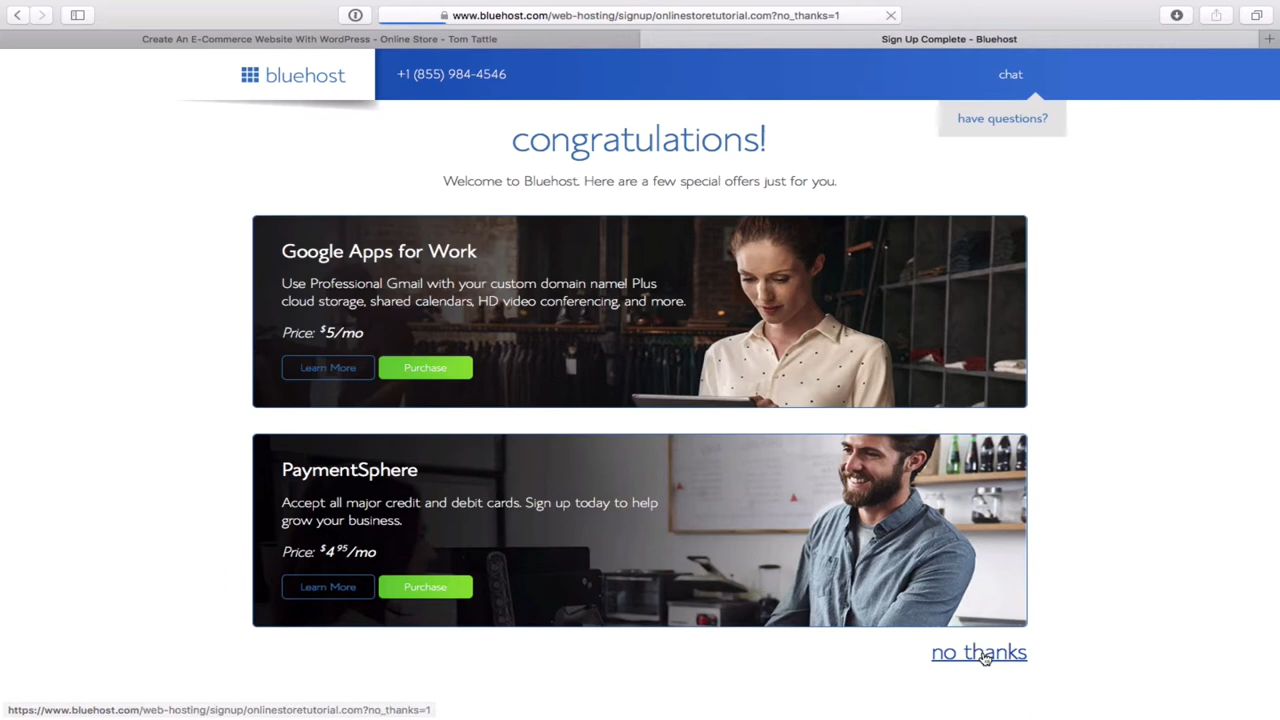 www.bluehost.com/web-hosting/signup/onlinestoretutorial.com?no_thanks=1
Create An E-Commerce Website With WordPress - Online Store - Tom Tattle
Sign Up Complete - Bluehost
bluehost
+1 (855) 984-4546
chat
have questions?
congratulations!
Welcome to Bluehost. Here are a few special offers just for you.
Google Apps for Work
Use Professional Gmail with your custom domain name! Plus
cloud storage, shared calendars, HD video conferencing, and more.
Price: $5/mo
Learn More
Purchase
PaymentSphere
Accept all major credit and debit cards. Sign up today to help
grow your business.
Price: $4 95/mo
Learn More
Purchase
no thanks
https://www.bluehost.com/web-hosting/signup/onlinestoretutorial.com?no_thanks=1